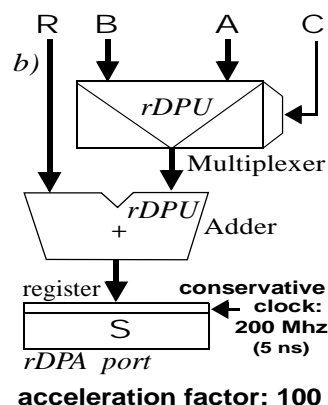 R B A C
b)
rDPU
Multiplexer
rDPU
+
Adder
register
conservative
clock:
200 Mhz
(5 ns)
S
rDPA port
acceleration factor: 100